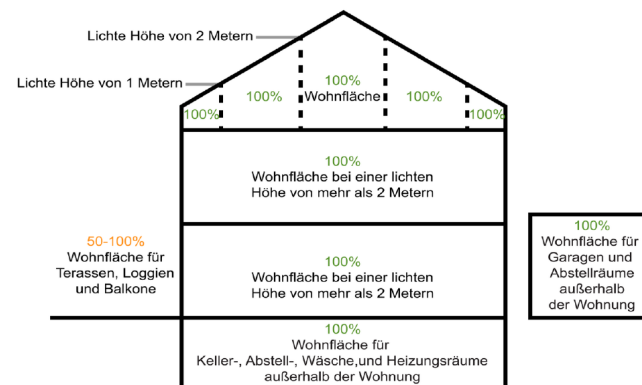 Lichte Höhe von 2 Metern
Lichte Höhe von 1 Metern
100%
Wohnfläche
100%
100%
100%
100%
100%
Wohnfläche bei einer lichten
Höhe von mehr als 2 Metern
50-100%
Wohnfläche für
Terassen, Loggien
und Balkone
100%
Wohnfläche bei einer lichten
Höhe von mehr als 2 Metern
100%
Wohnfläche für
Garagen und
Abstellräume
außerhalb
der Wohnung
100%
Wohnfläche für
Keller-, Abstell-, Wäsche,und Heizungsräume
außerhalb der Wohnung